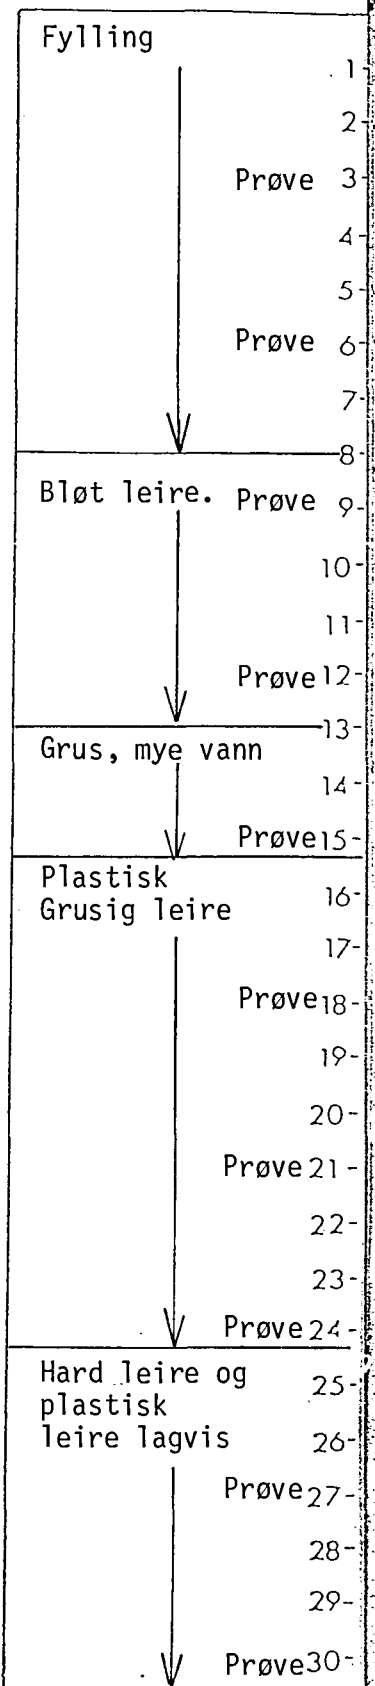 Fylling
1-
2-
Prøve 3-
4-
5-
Prøve 6-
7-
8-
Bløt leire. Prøve 9-
10-
11-
Prøve 12-
13-
Grus, mye vann
14-
Prøve 15-
Plastisk
16-
Grusig leire
17-
Prøve 18-
19-
20-
Prøve 21-
22-
23-
Prøve 24-
Hard leire og
25-
plastisk
leire lagvis
26-
Prøve 27-
28-
29-
Prøve 30-